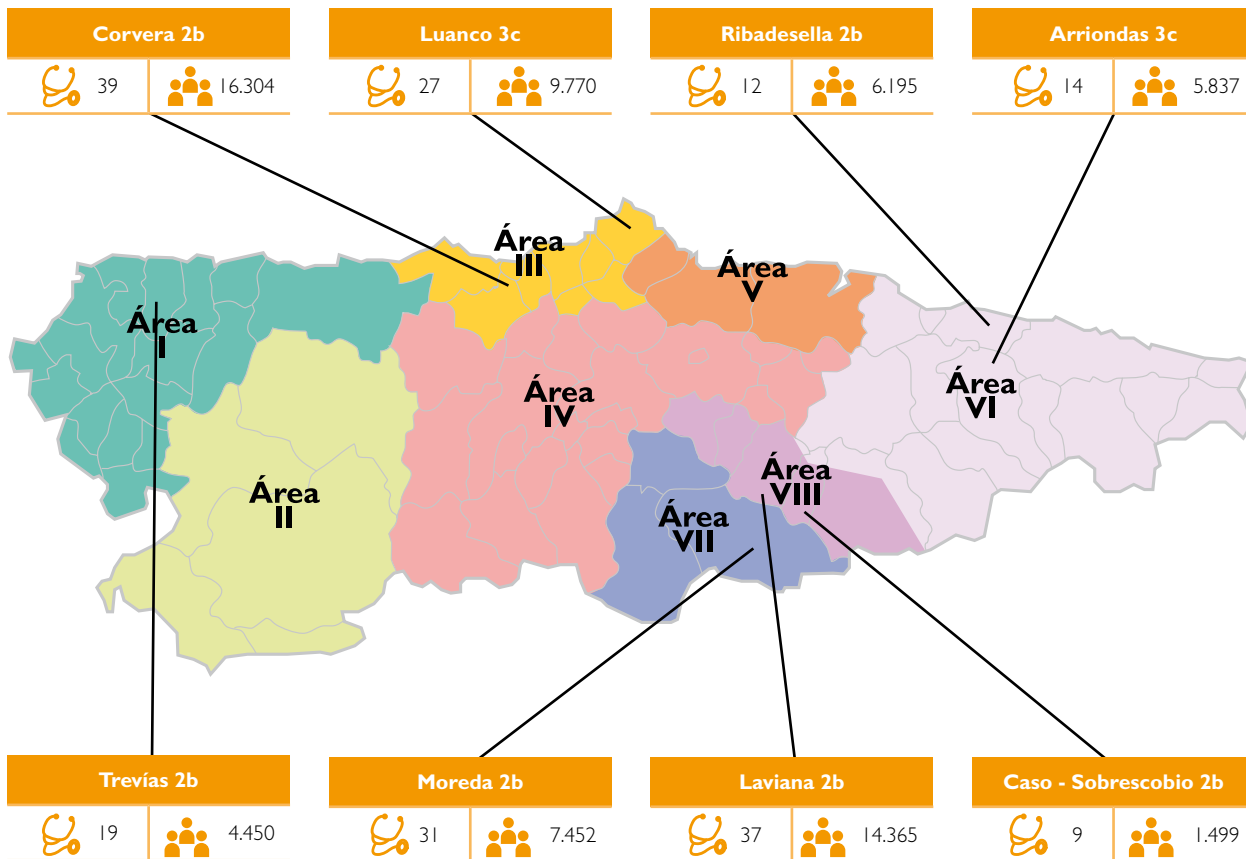 Corvera 2b
39 16.304
Luanco 3c
27 9.770
Ribadesella 2b
12 6.195
Arriondas 3c
14 5.837
Área
III
Área
V
Área
I
Área
IV
Área
VI
Área
II
Área
VIII
Área
VII
Trevías 2b
19 4.450
Moreda 2b
31 7.452
Laviana 2b
37 14.365
Caso - Sobrescobio 2b
9 1.499